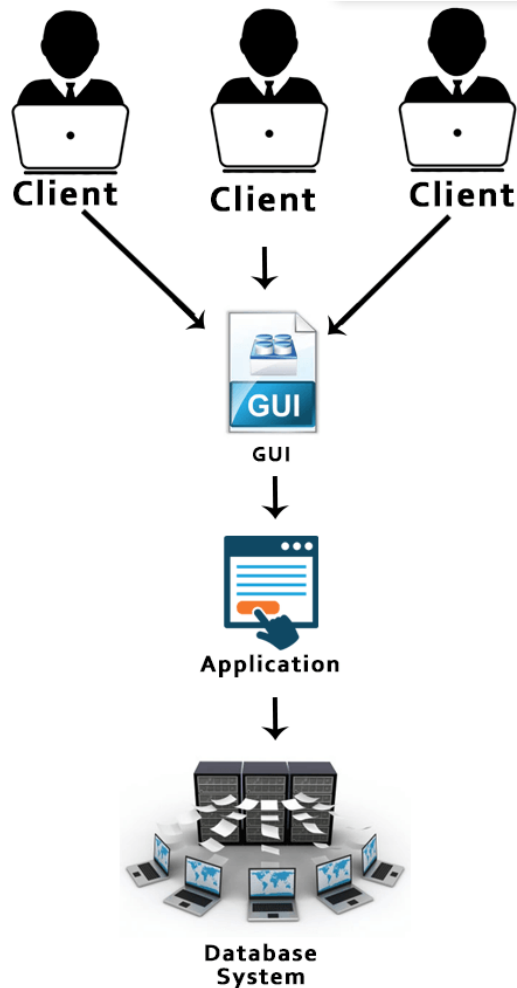 Client
Client
Client
GUI
GUI
Application
Database
System